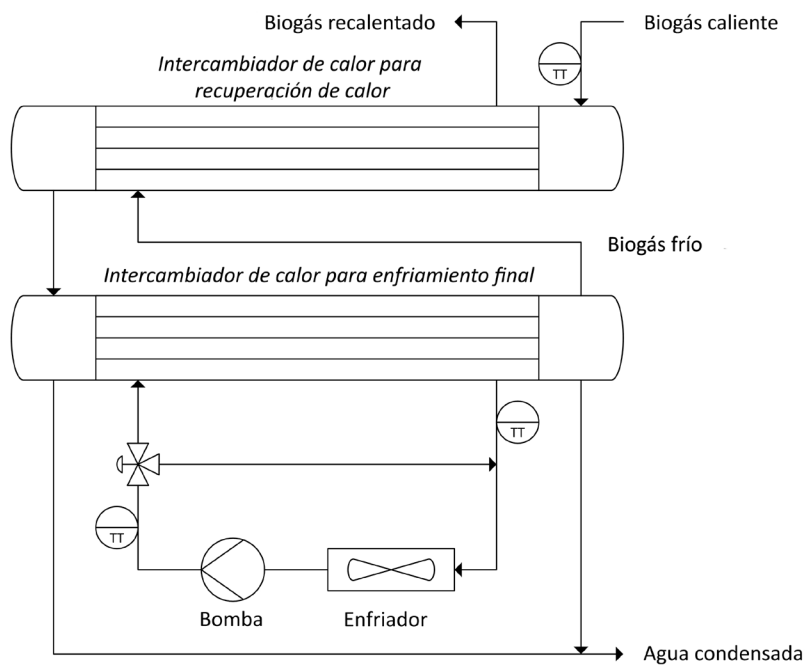 Biogás recalentado
Biogás caliente
TT
Intercambiador de calor para
recuperación de calor
Biogás frío
Intercambiador de calor para enfriamiento final
TT
TT
Bomba
Enfriador
Agua condensada